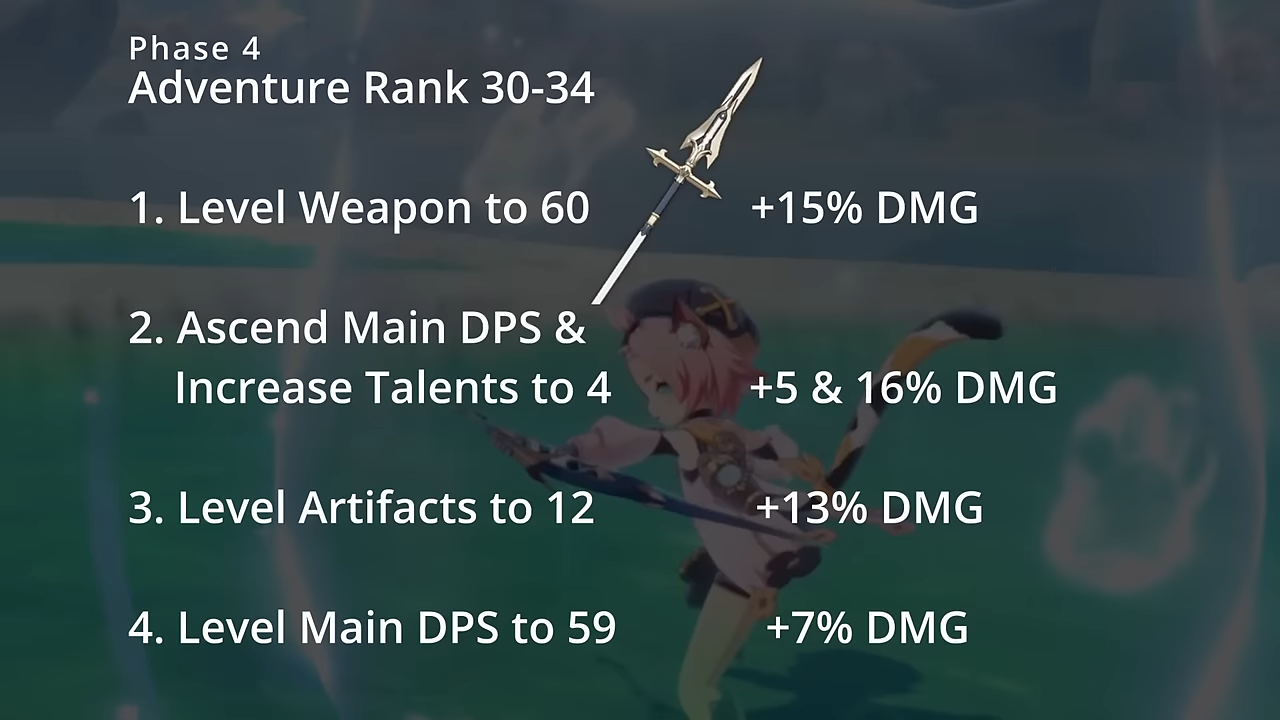 Phase 4
Adventure Rank 30-34
1. Level Weapon to 60 +15% DMG
2. Ascend Main DPS &
Increase Talents to 4 +5 & 16% DMG
3. Level Artifacts to 12 +13% DMG
4. Level Main DPS to 59 +7% DMG